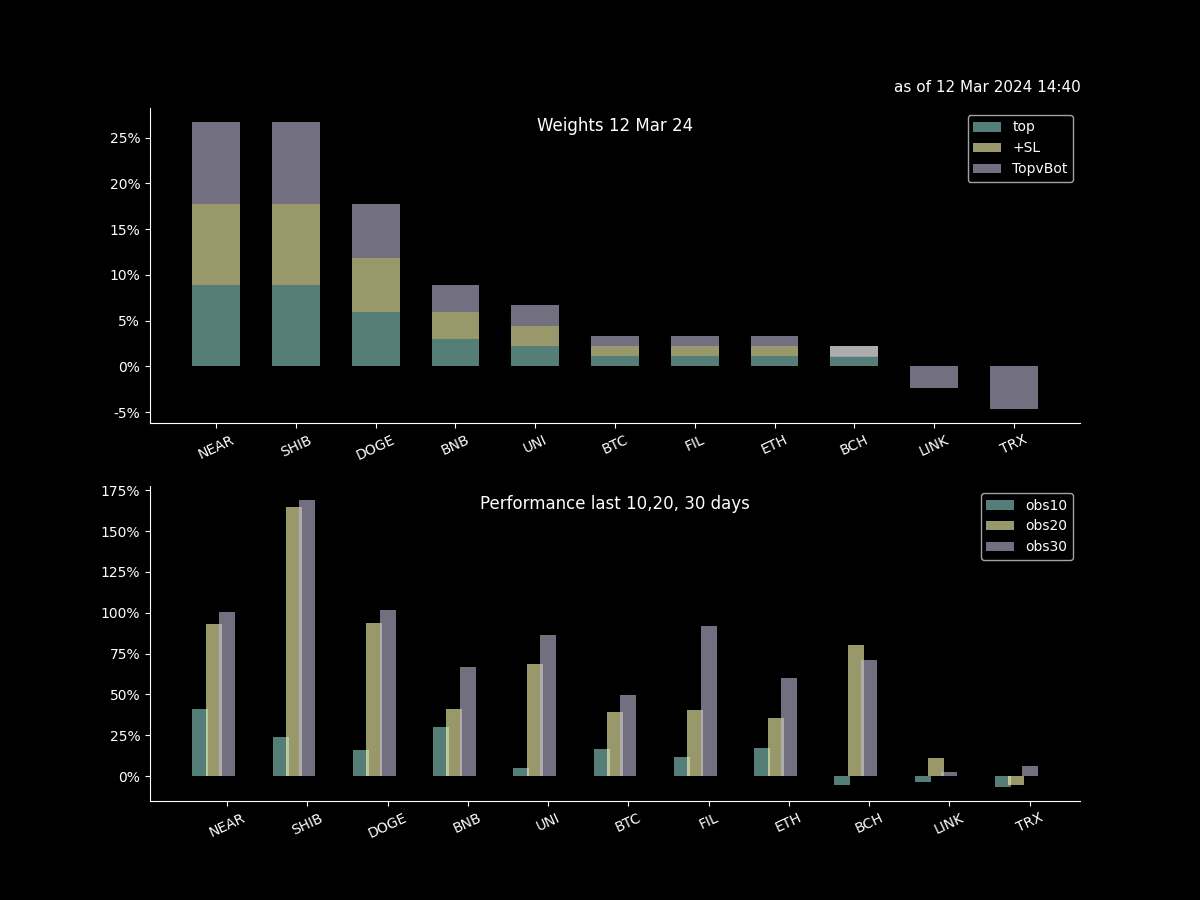 as of 12 Mar 2024 14:40
Weights 12 Mar 24
top
+SL
TopvBot
25%
20%
15%
10%
5%
0%
-5%
NEAR SHIB DOGE BNB UNI BTC FIL ETH BCH LINK TRX
Performance last 10,20, 30 days
obs10
obs20
obs30
175%
150%
125%
100%
75%
50%
25%
0%
NEAR SHIB DOGE BNB UNI BTC FIL ETH BCH LINK TRX